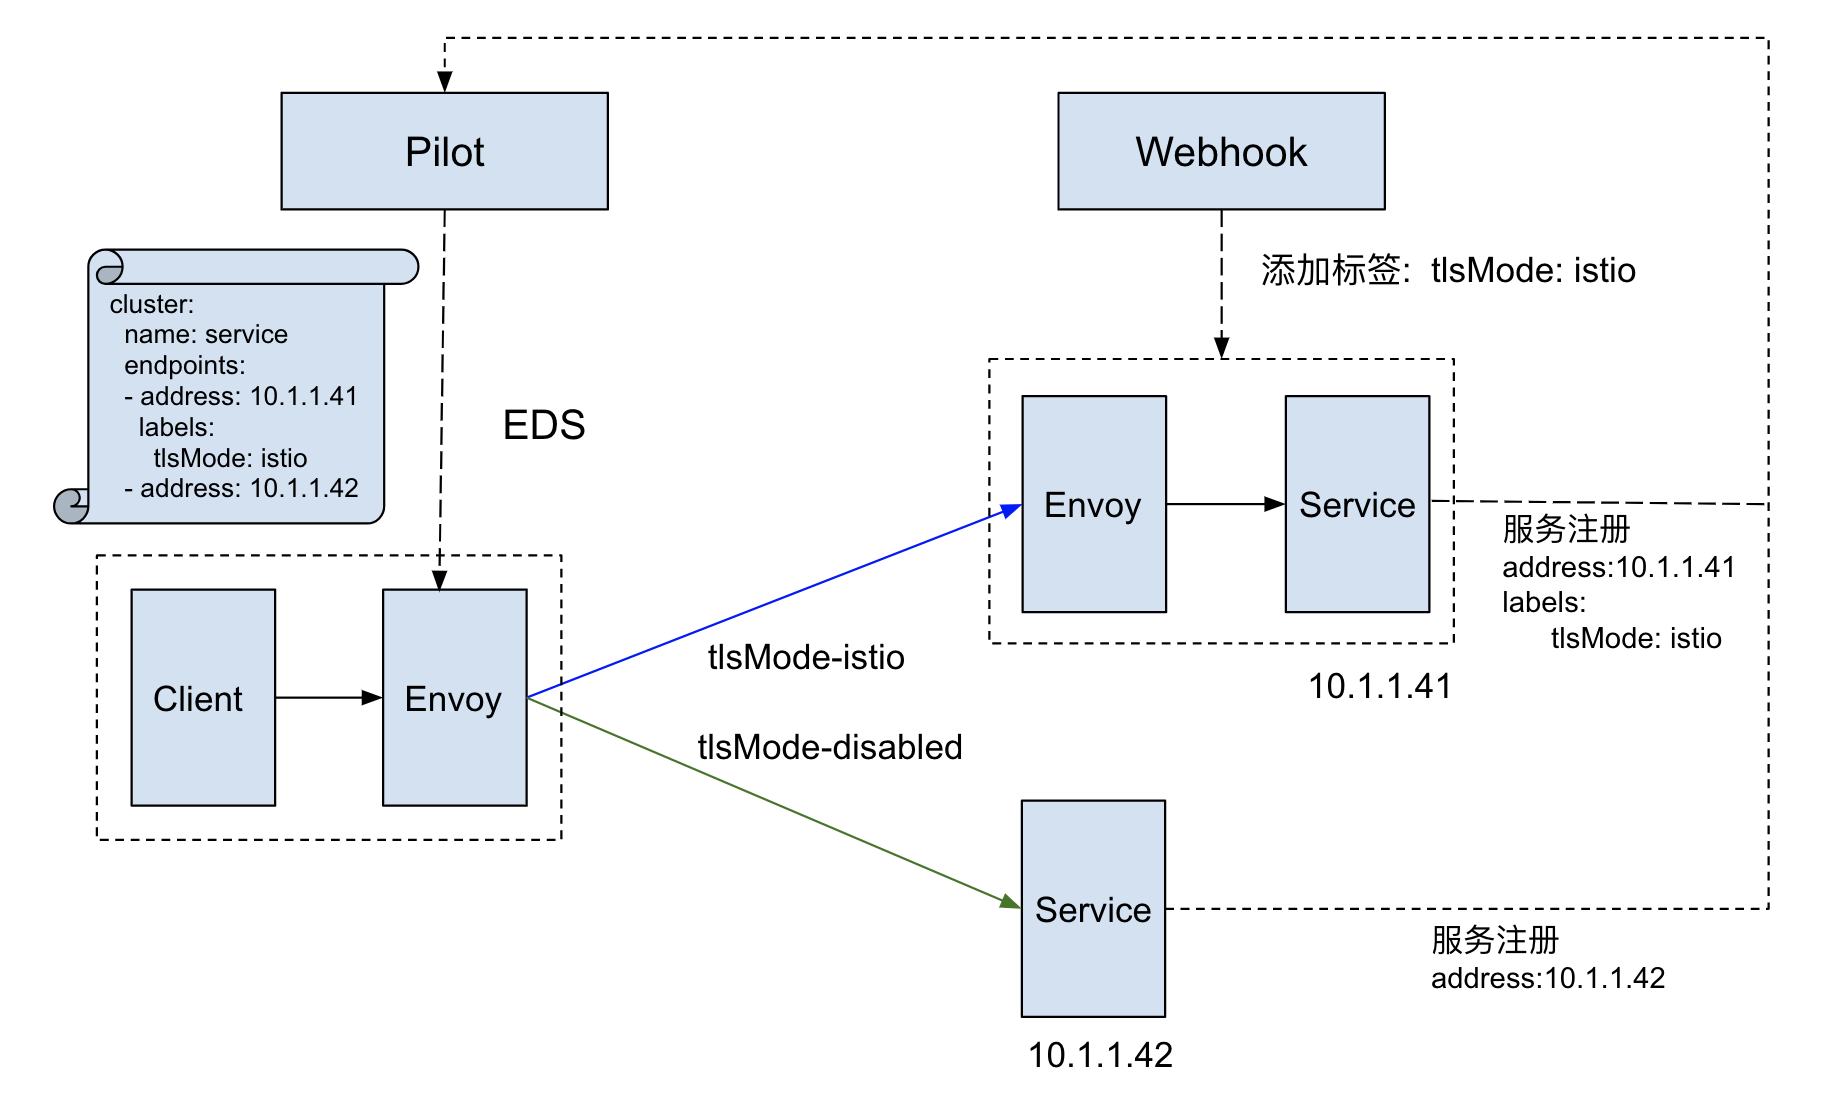 Pilot
Webhook
添加标签: tlsMode: istio
cluster:
name: service
endpoints:
- address: 10.1.1.41
labels:
tlsMode: istio
- address: 10.1.1.42
EDS
Envoy
Service
服务注册
address:10.1.1.41
labels:
tlsMode: istio
10.1.1.41
Client
Envoy
tlsMode-istio
tlsMode-disabled
Service
服务注册
address:10.1.1.42
10.1.1.42